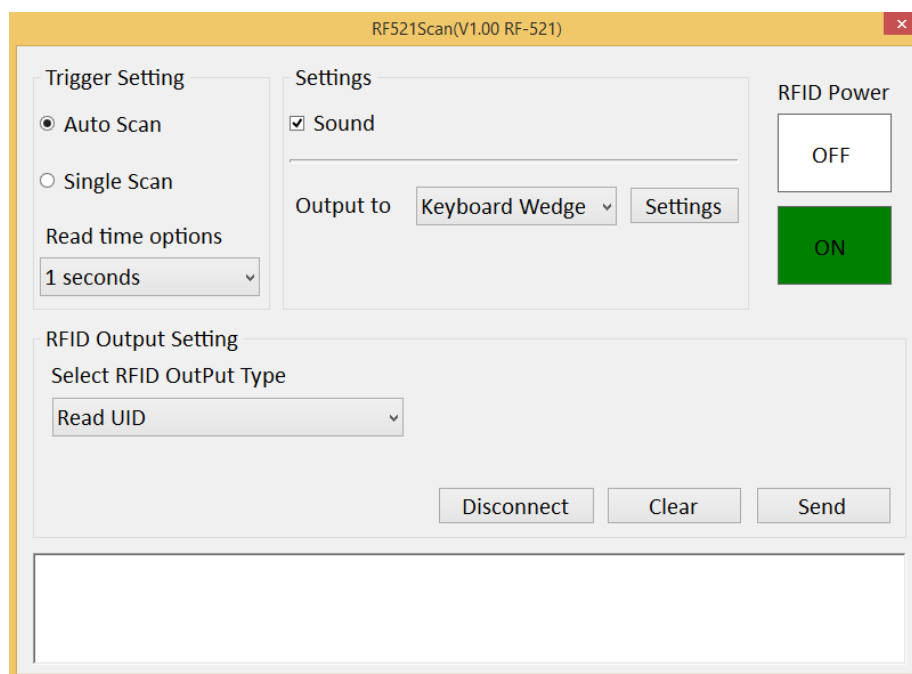 RF521Scan(V1.00 RF-521)
Trigger Setting
Auto Scan
Single Scan
Read time options
1 seconds
Settings
Sound
Output to Keyboard Wedge Settings
RFID Power
OFF
ON
RFID Output Setting
Select RFID OutPut Type
Read UID
Disconnect Clear Send